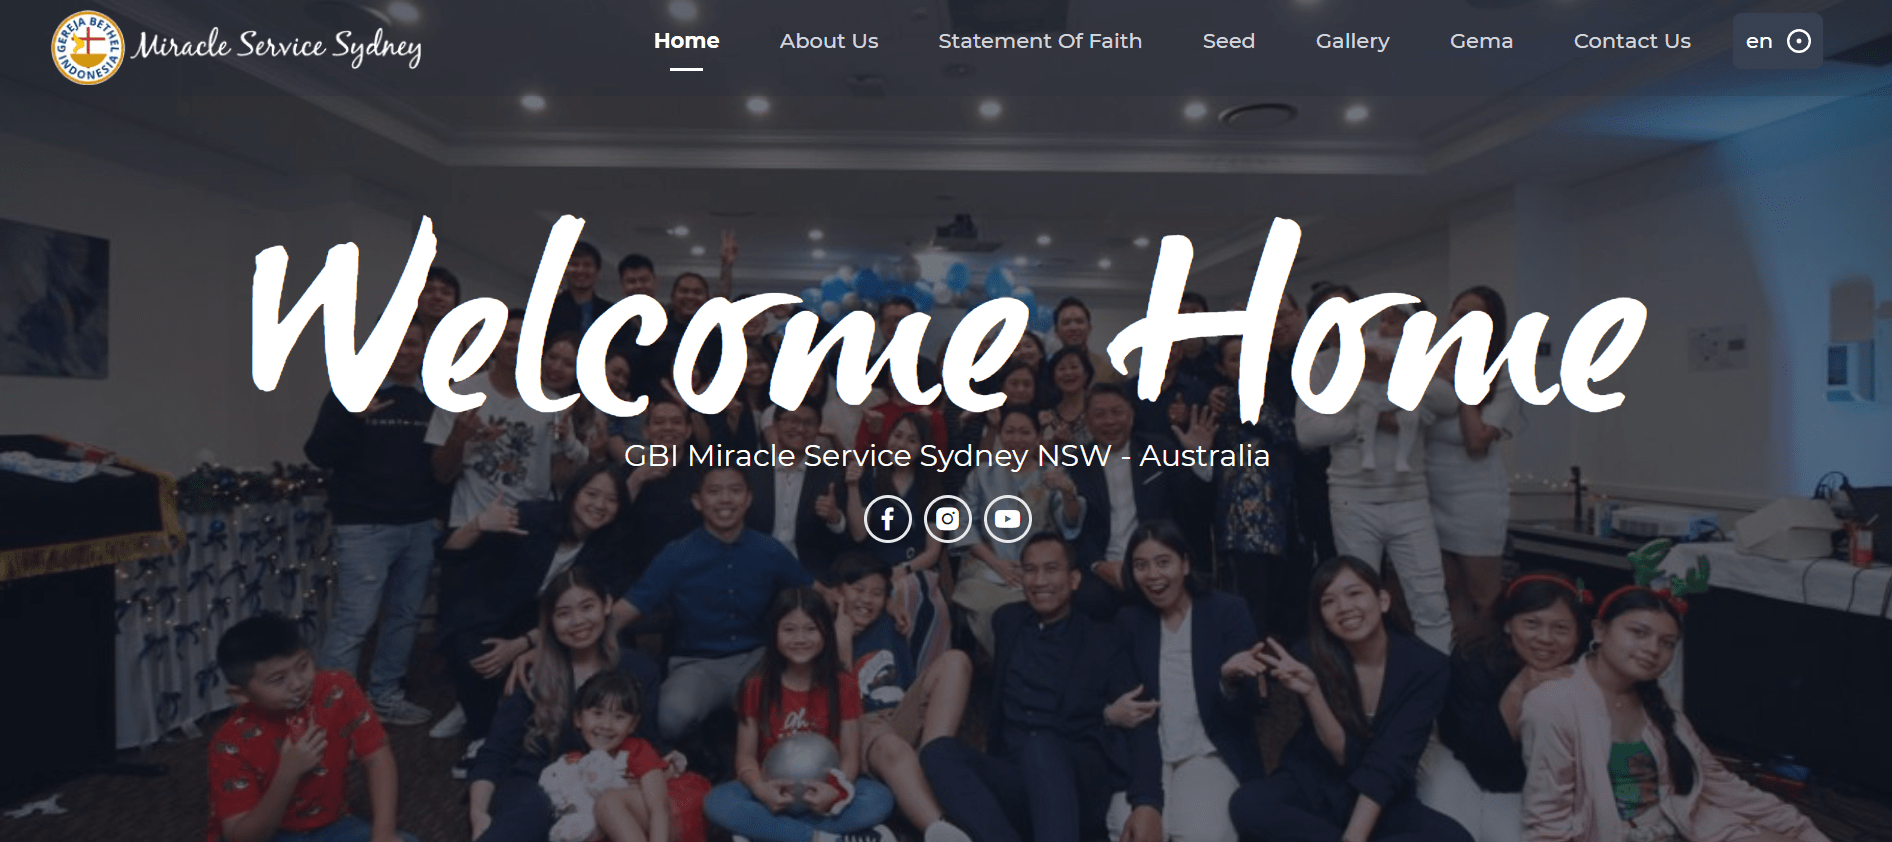 GEREJA BETHEL INDONESIA
Miracle Service Sydney
Home
About Us
Statement Of Faith
Seed
Gallery
Gema
Contact Us
en
Welcome Home
GBI Miracle Service Sydney NSW - Australia